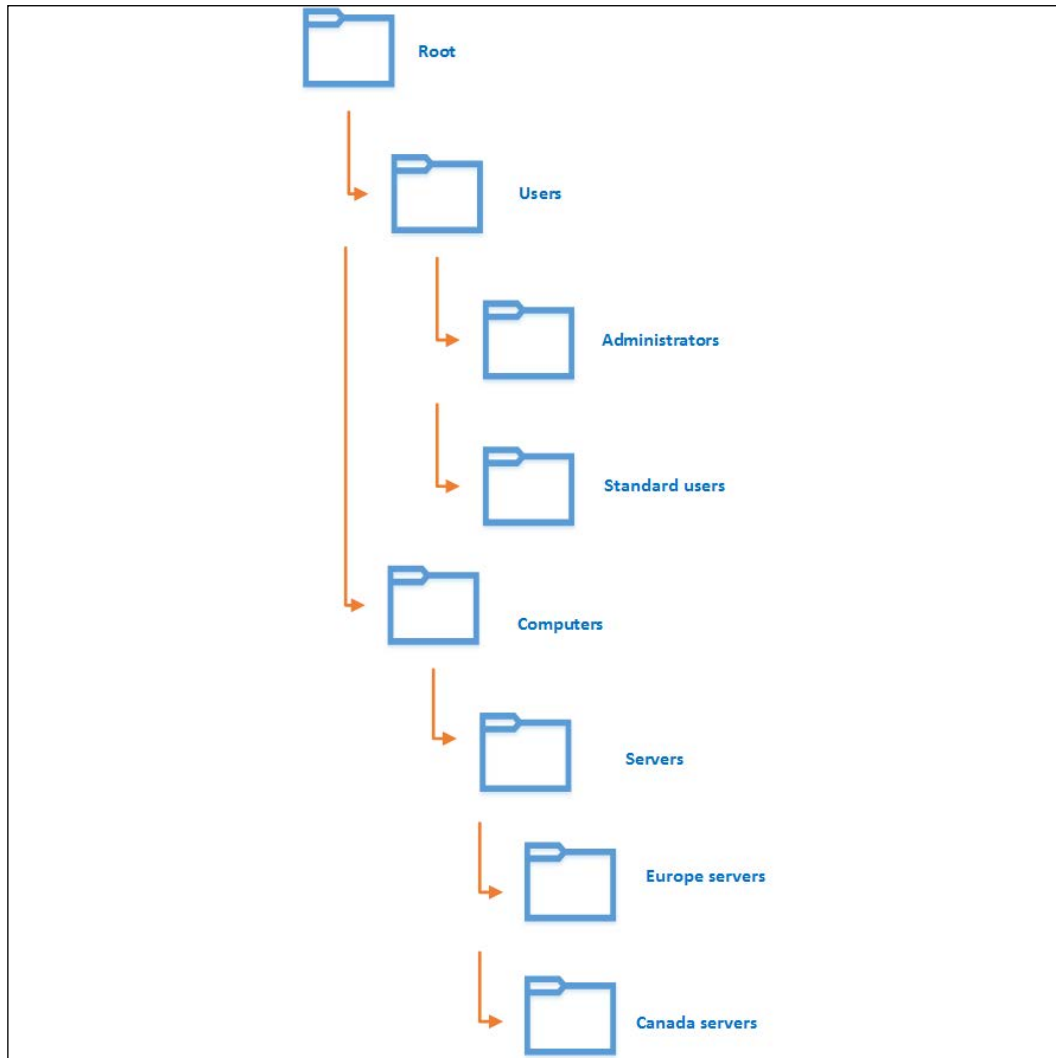 Root
Users
Administrators
Standard users
Computers
Servers
Europe servers
Canada servers